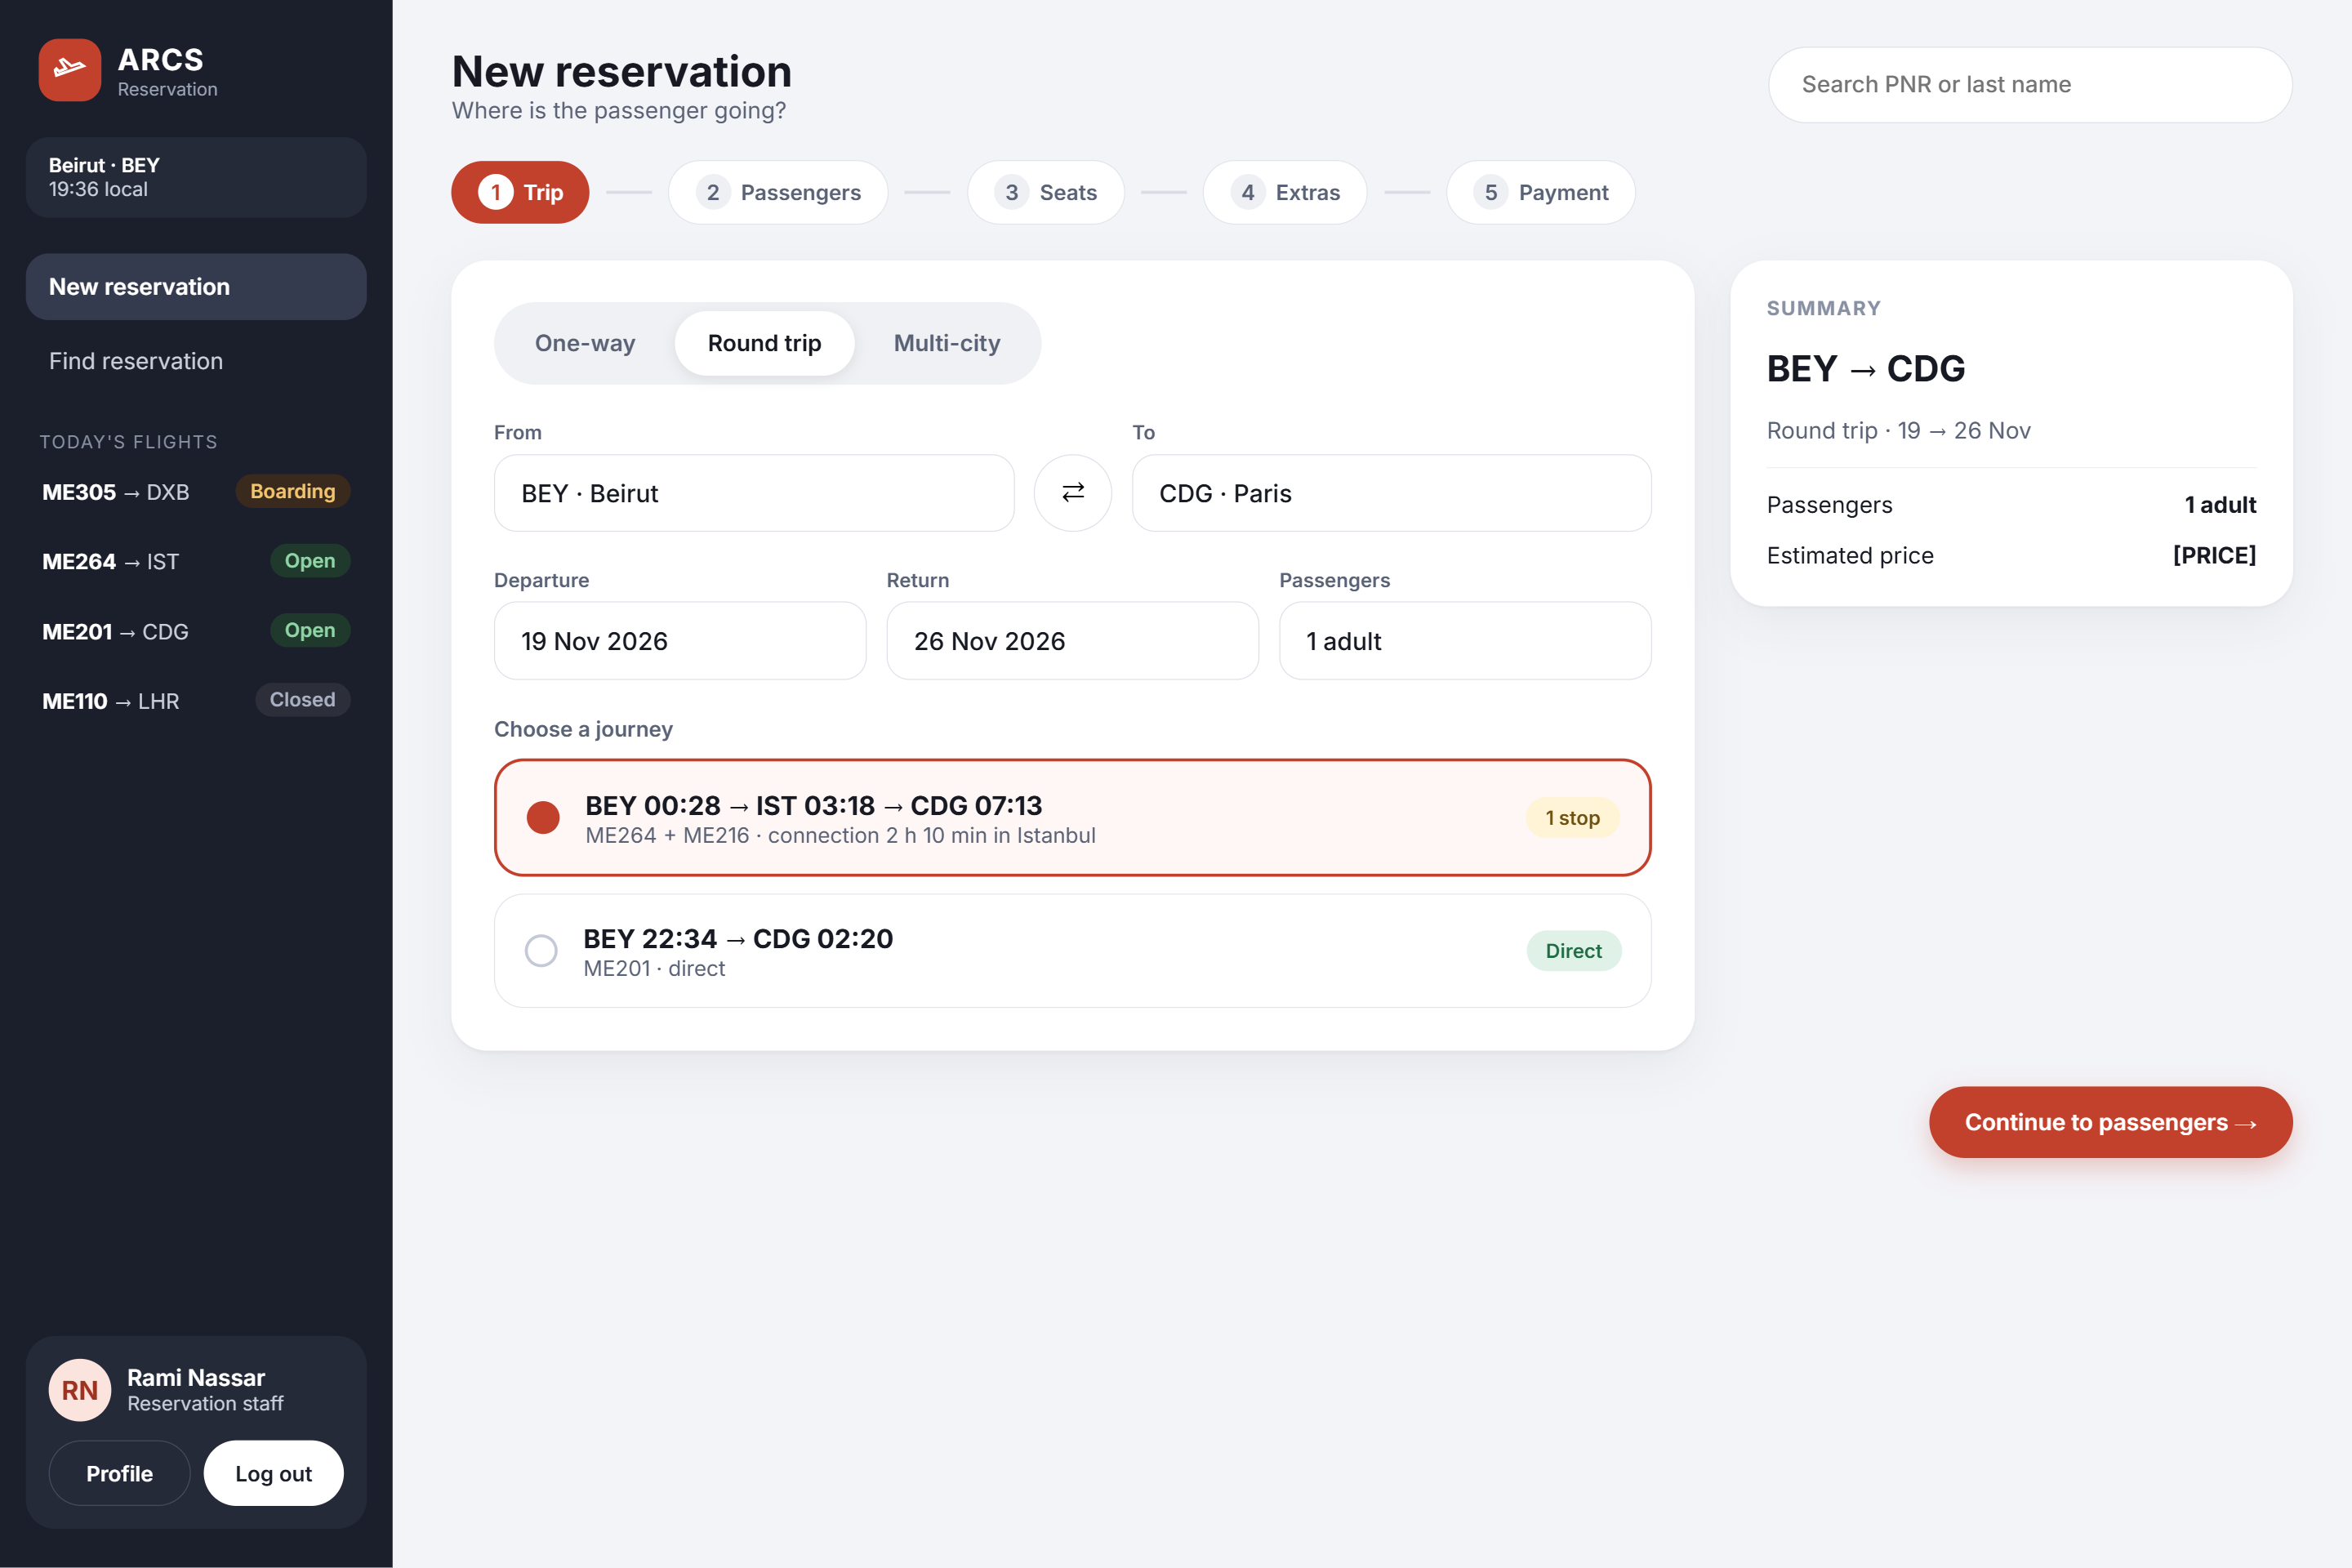 ARCS
Reservation
Beirut · BEY
19:36 local
New reservation
Find reservation
TODAY'S FLIGHTS
ME305 → DXB Boarding
ME264 → IST Open
ME201 → CDG Open
ME110 → LHR Closed
RN
Rami Nassar
Reservation staff
Profile Log out
New reservation
Where is the passenger going?
Search PNR or last name
1 Trip 2 Passengers 3 Seats 4 Extras 5 Payment
One-way Round trip Multi-city
From To
BEY · Beirut ⇄ CDG · Paris
Departure Return Passengers
19 Nov 2026 26 Nov 2026 1 adult
Choose a journey
BEY 00:28 → IST 03:18 → CDG 07:13
ME264 + ME216 · connection 2 h 10 min in Istanbul
1 stop
BEY 22:34 → CDG 02:20
ME201 · direct
Direct
SUMMARY
BEY → CDG
Round trip · 19 → 26 Nov
Passengers 1 adult
Estimated price [PRICE]
Continue to passengers →